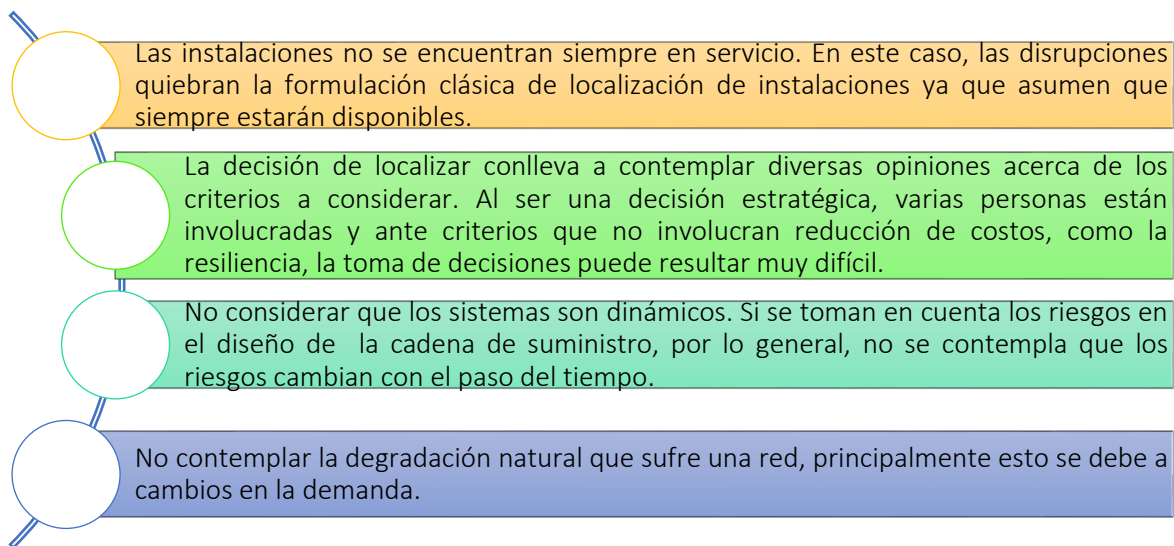 Las instalaciones no se encuentran siempre en servicio. En este caso, las disrupciones
quiebran la formulación clásica de localización de instalaciones ya que asumen que
siempre estarán disponibles.
La decisión de localizar conlleva a contemplar diversas opiniones acerca de los
criterios a considerar. Al ser una decisión estratégica, varias personas están
involucradas y ante criterios que no involucran reducción de costos, como la
resiliencia, la toma de decisiones puede resultar muy difícil.
No considerar que los sistemas son dinámicos. Si se toman en cuenta los riesgos en
el diseño de la cadena de suministro, por lo general, no se contempla que los
riesgos cambian con el paso del tiempo.
No contemplar la degradación natural que sufre una red, principalmente esto se debe a
cambios en la demanda.